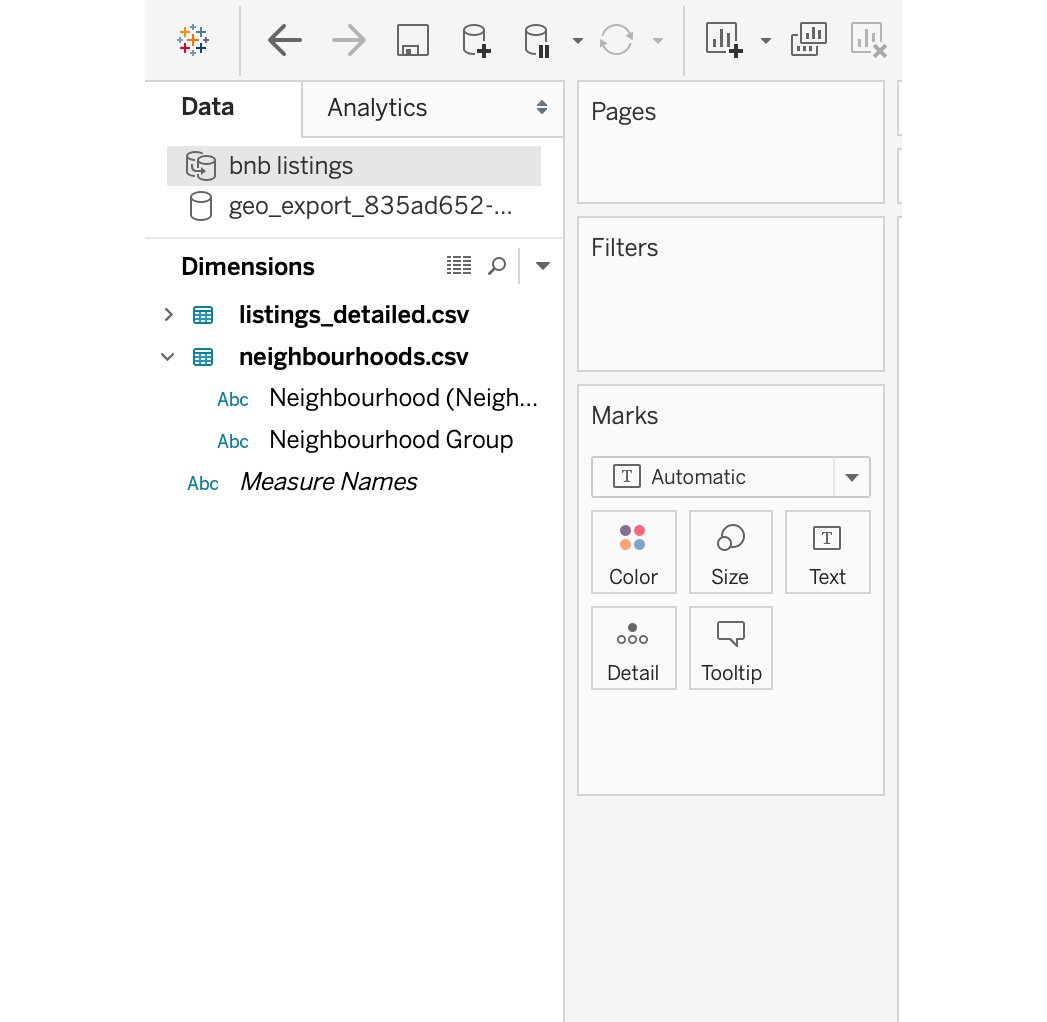 Data
Analytics
bnb listings
geo_export_835ad652-...
Dimensions
listings_detailed.csv
neighbourhoods.csv
Abc Neighbourhood (Neigh...
Abc Neighbourhood Group
Abc Measure Names
Pages
Filters
Marks
T Automatic
Color
Size
T
Text
Detail
Tooltip